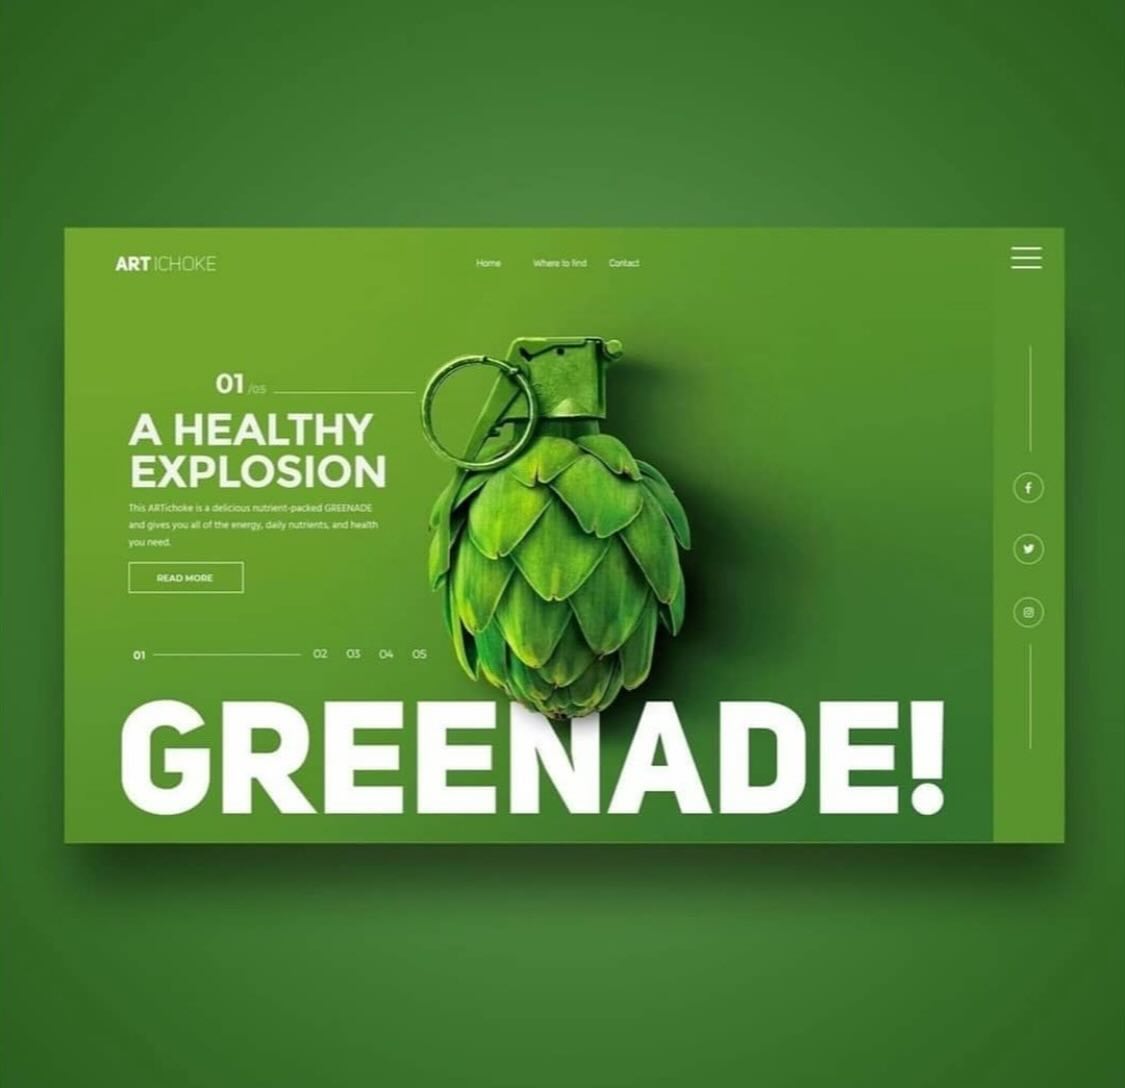 ARTICHOKE
Home Where to find Contact
01 /05
A HEALTHY
EXPLOSION
This ARTichoke is a delicious nutrient-packed GREENADE
and gives you all of the energy, daily nutrients, and health
you need.
READ MORE
01 02 03 04 05
GREENADE!